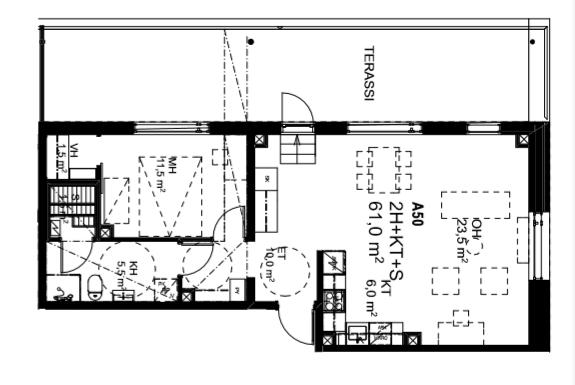 TERASSI
VH
1,5 m²
MH
11,5 m²
S
A50
2H+KT+S
61,0 m²
OH
23,5 m²
KT
6,0 m²
ET
10,0 m²
KH
5,5 m²